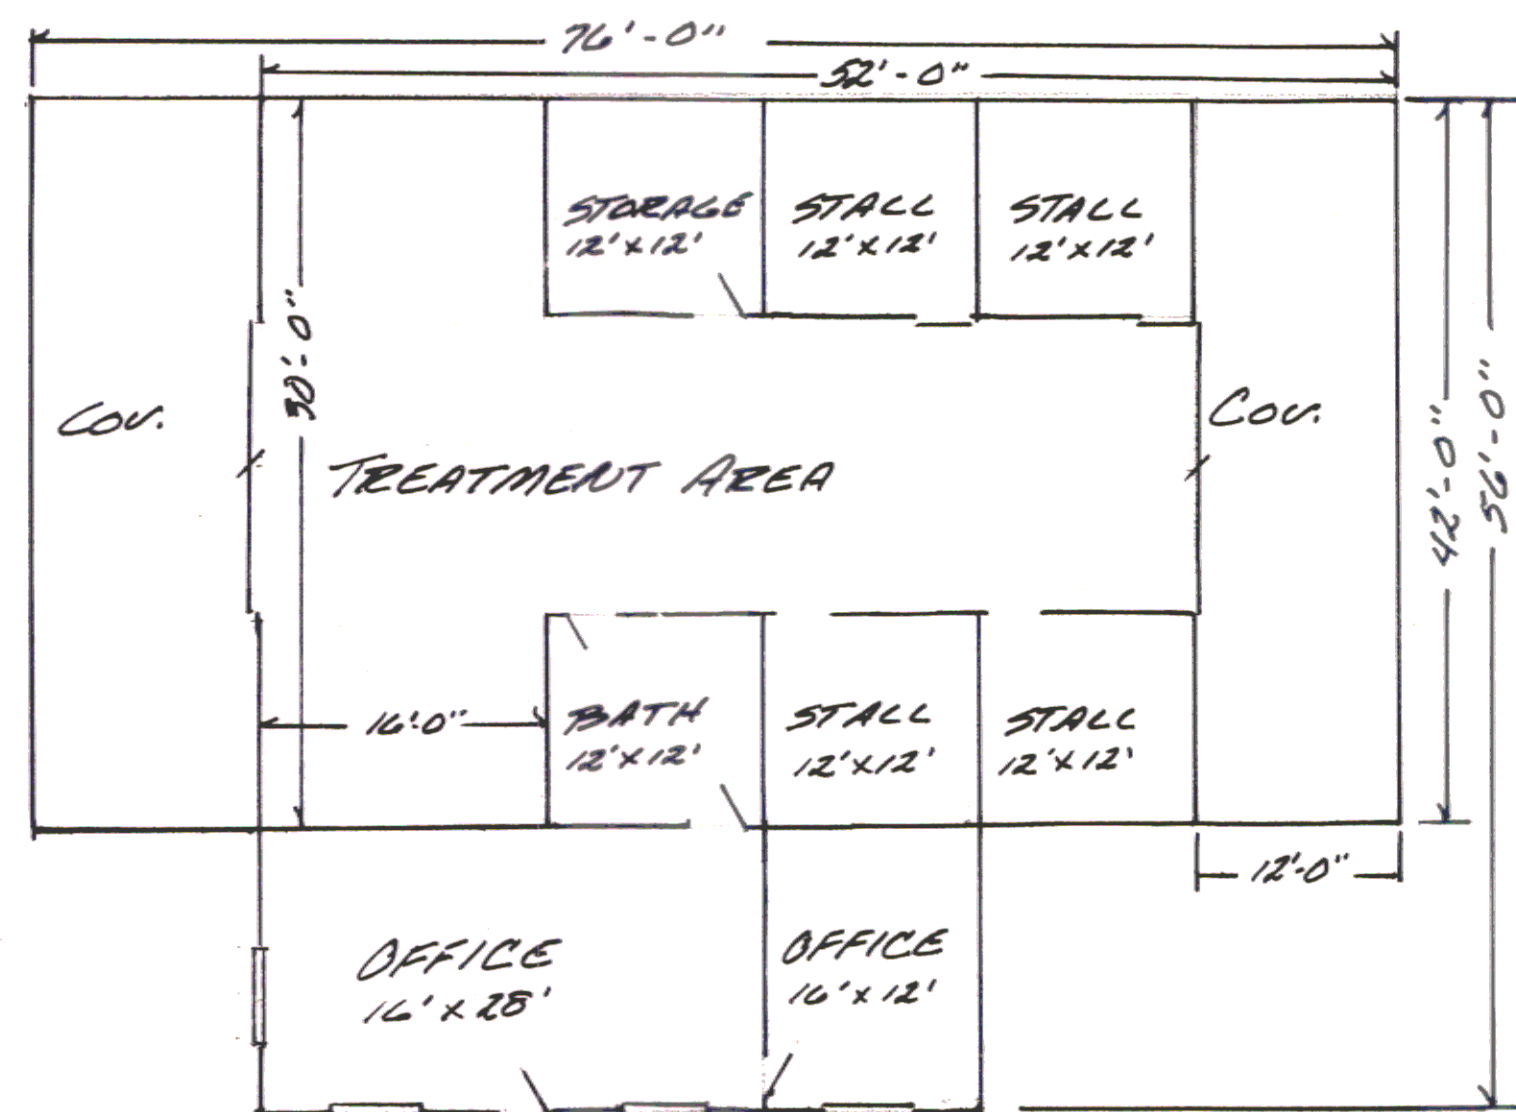 76'-0"
52'-0"
STORAGE
12'x12'
STALL
12'x12'
STALL
12'x12'
30'-0"
COV.
COV.
TREATMENT AREA
42'-0"
56'-0"
16'0"
BATH
12'x12'
STALL
12'x12'
STALL
12'x12'
12'-0"
OFFICE
16'x28'
OFFICE
16'x12'